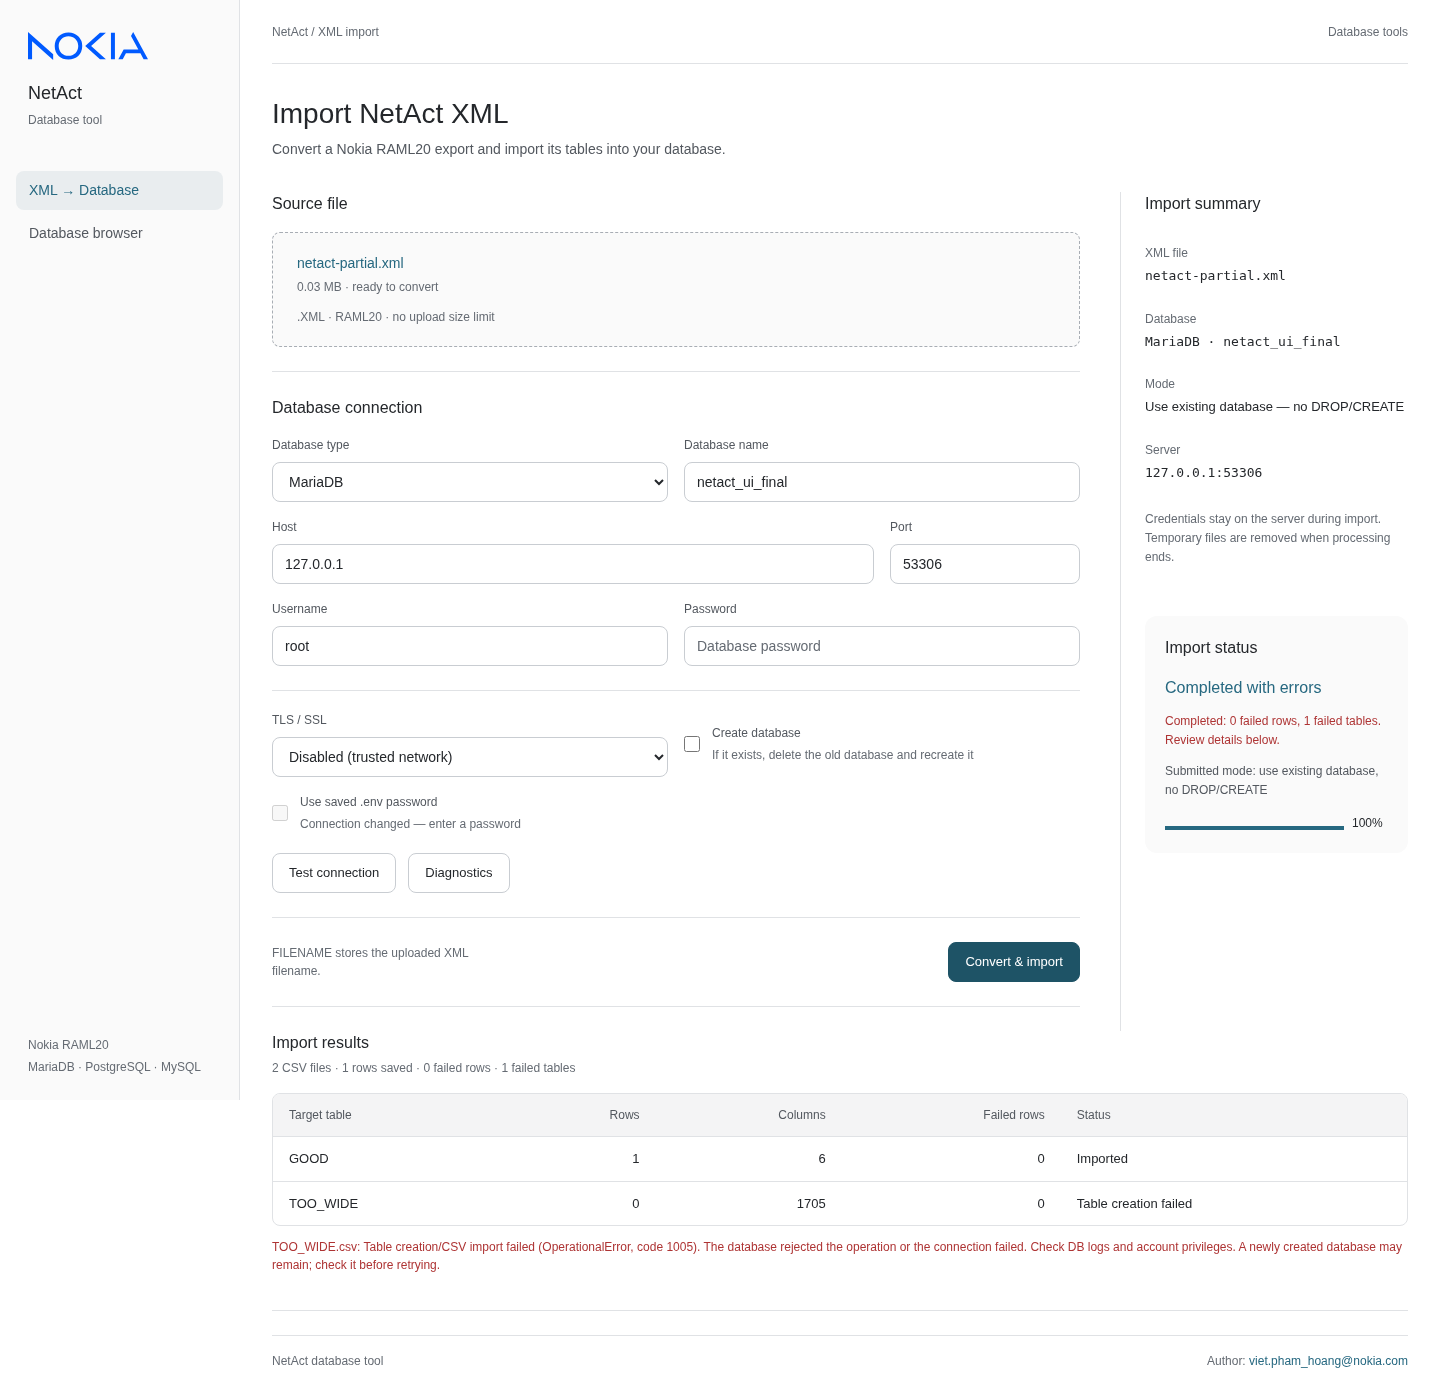 NOKIA
NetAct
Database tool
XML → Database
Database browser
Nokia RAML20
MariaDB · PostgreSQL · MySQL
NetAct / XML import
Database tools
Import NetAct XML
Convert a Nokia RAML20 export and import its tables into your database.
Source file
netact-partial.xml
0.03 MB · ready to convert
.XML · RAML20 · no upload size limit
Database connection
Database type
Database name
MariaDB
netact_ui_final
Host
Port
127.0.0.1
53306
Username
Password
root
Database password
TLS / SSL
Disabled (trusted network)
Create database
If it exists, delete the old database and recreate it
Use saved .env password
Connection changed — enter a password
Test connection
Diagnostics
FILENAME stores the uploaded XML
filename.
Convert & import
Import summary
XML file
netact-partial.xml
Database
MariaDB · netact_ui_final
Mode
Use existing database — no DROP/CREATE
Server
127.0.0.1:53306
Credentials stay on the server during import.
Temporary files are removed when processing
ends.
Import status
Completed with errors
Completed: 0 failed rows, 1 failed tables.
Review details below.
Submitted mode: use existing database,
no DROP/CREATE
100%
Import results
2 CSV files · 1 rows saved · 0 failed rows · 1 failed tables
Target table Rows Columns Failed rows Status
GOOD 1 6 0 Imported
TOO_WIDE 0 1705 0 Table creation failed
TOO_WIDE.csv: Table creation/CSV import failed (OperationalError, code 1005). The database rejected the operation or the connection failed. Check DB logs and account privileges. A newly created database may
remain; check it before retrying.
NetAct database tool
Author: viet.pham_hoang@nokia.com